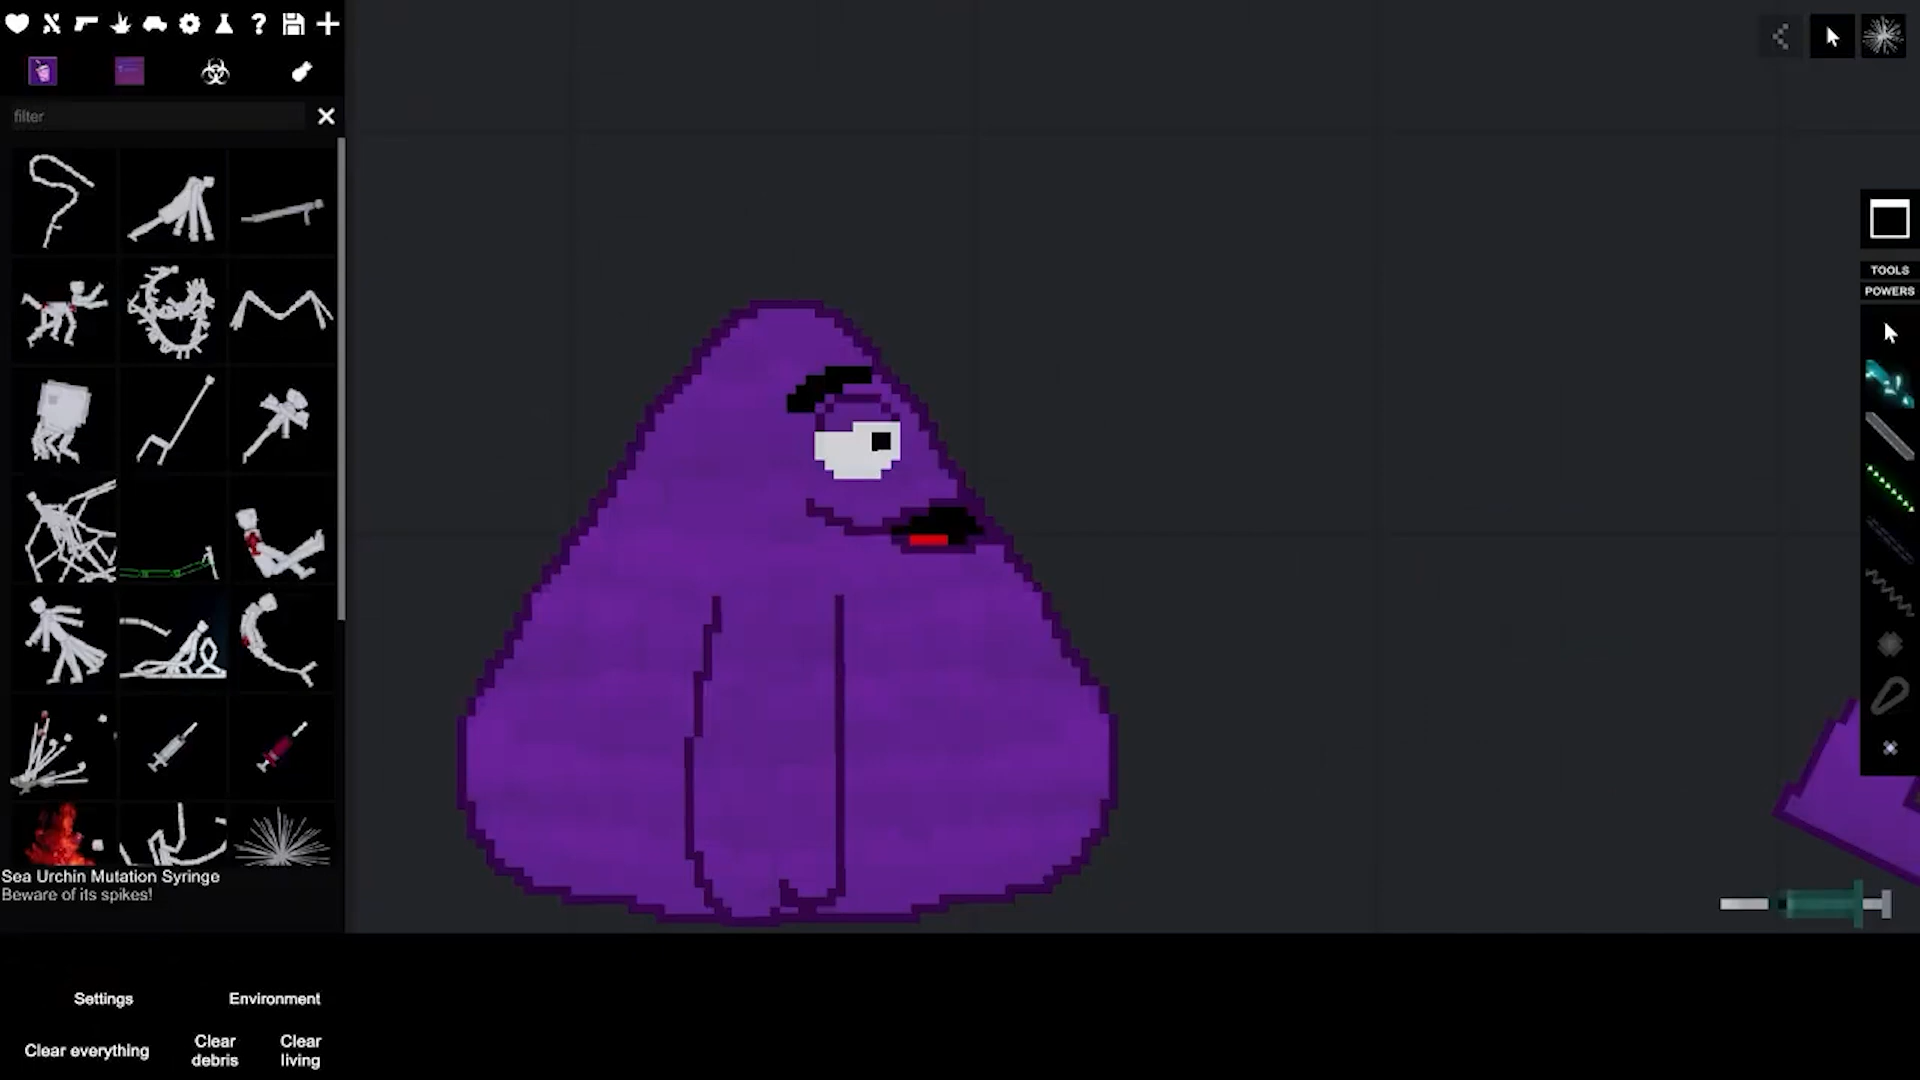 filter
TOOLS
POWERS
Sea Urchin Mutation Syringe
Beware of its spikes!
Settings
Environment
Clear everything
Clear
debris
Clear
living